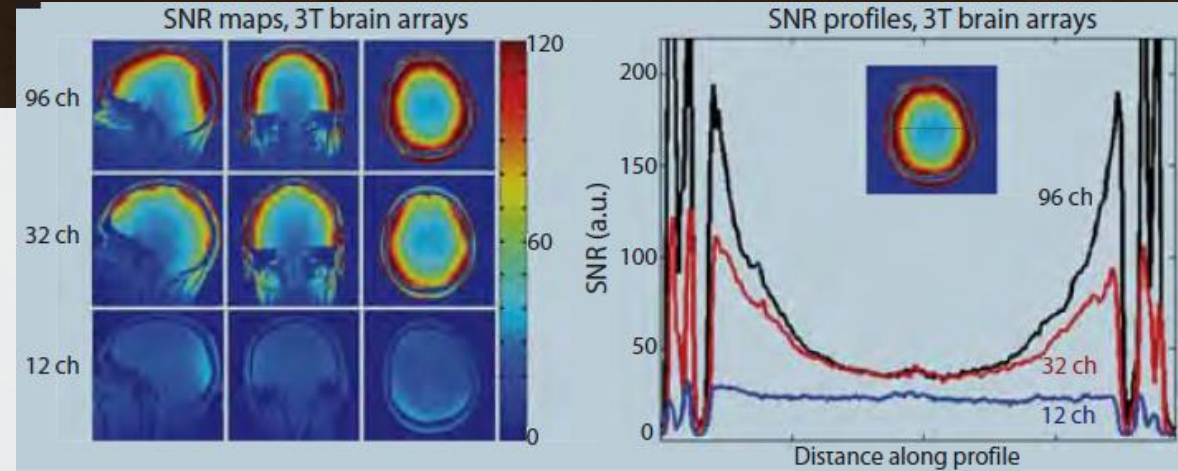 SNR maps, 3T brain arrays
96 ch
32 ch
12 ch
120
60
0
SNR profiles, 3T brain arrays
SNR (a.u.)
200
150
100
50
0
96 ch
32 ch
12 ch
Distance along profile